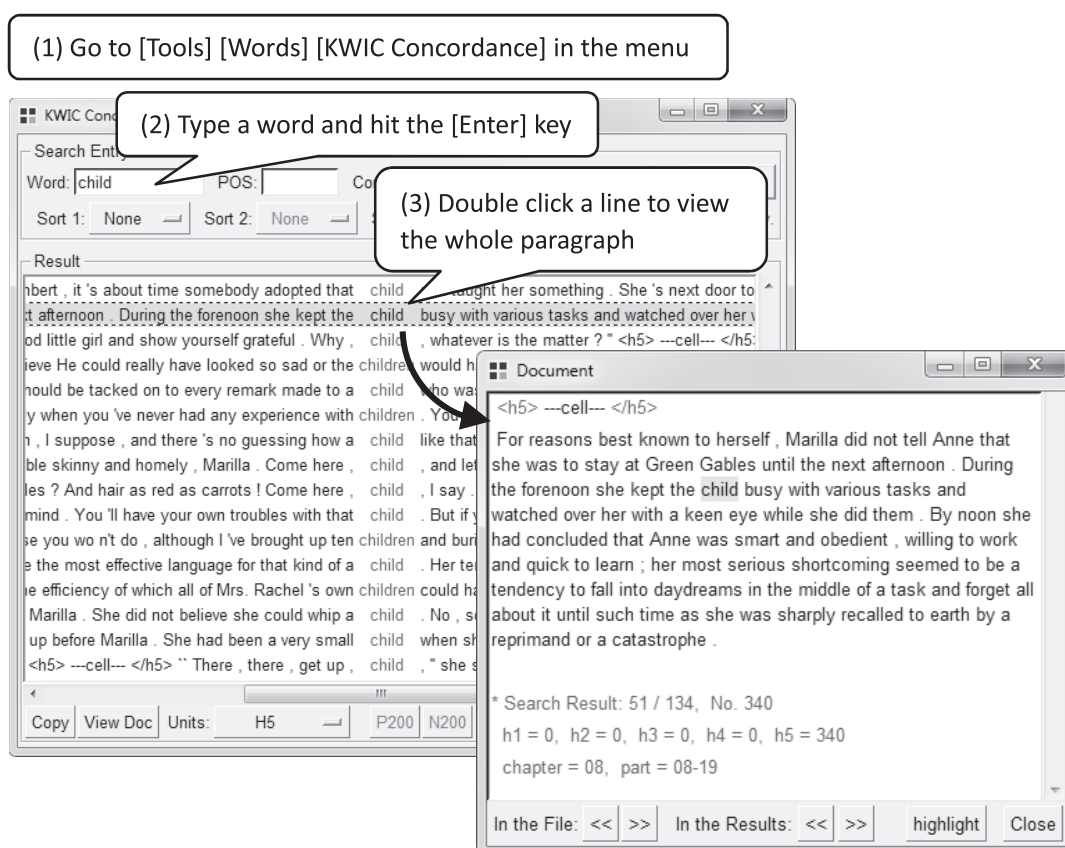 (1) Go to [Tools] [Words] [KWIC Concordance] in the menu
KWIC Conc
(2) Type a word and hit the [Enter] key
Search Entry
Word: child POS:
(3) Double click a line to view
the whole paragraph
Sort 1: None Sort 2: None
Result
nbert , it 's about time somebody adopted that child taught her something . She 's next door to
t afternoon . During the forenoon she kept the child busy with various tasks and watched over her
od little girl and show yourself grateful . Why , child , whatever is the matter ? " <h5> ---cell--- </h5>
ieve He could really have looked so sad or the children would h
hould be tacked on to every remark made to a child who wa
y when you 've never had any experience with children . You
, I suppose , and there 's no guessing how a child like that
ble skinny and homely , Marilla . Come here , child , and let
les ? And hair as red as carrots ! Come here , child , I say .
mind . You 'll have your own troubles with that child . But if
se you wo n't do , although I 've brought up ten children and buri
e the most effective language for that kind of a child . Her te
e efficiency of which all of Mrs. Rachel 's own children could ha
Marilla . She did not believe she could whip a child . No , s
up before Marilla . She had been a very small child when sh
<h5> ---cell--- </h5> `` There , there , get up , child , " she s
Copy View Doc Units: H5 P200 N200
Document
<h5> ---cell--- </h5>
For reasons best known to herself , Marilla did not tell Anne that
she was to stay at Green Gables until the next afternoon . During
the forenoon she kept the child busy with various tasks and
watched over her with a keen eye while she did them . By noon she
had concluded that Anne was smart and obedient , willing to work
and quick to learn ; her most serious shortcoming seemed to be a
tendency to fall into daydreams in the middle of a task and forget all
about it until such time as she was sharply recalled to earth by a
reprimand or a catastrophe .
* Search Result: 51 / 134, No. 340
h1 = 0, h2 = 0, h3 = 0, h4 = 0, h5 = 340
chapter = 08, part = 08-19
In the File: << >> In the Results: << >> highlight Close